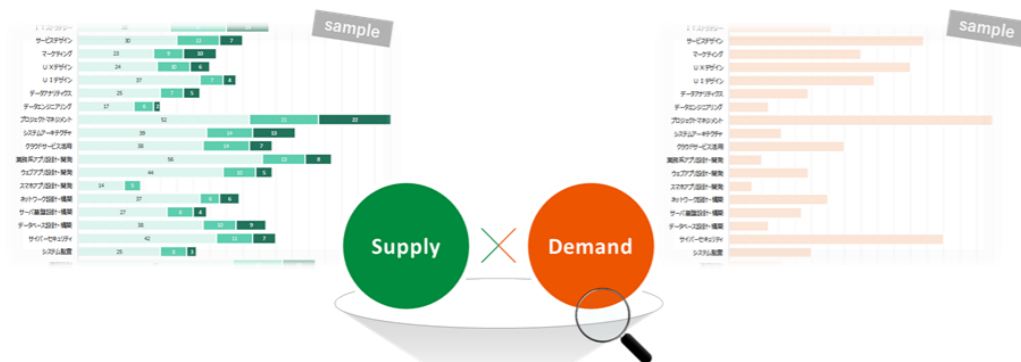 sample
サービスデザイン 30 13 7
マーケティング 23 9 10
UXデザイン 24 10 6
UIデザイン 37 7 4
データアナリティクス 25 7 5
データエンジニアリング 17 6 2
プロジェクトマネジメント 52 21 22
システムアーキテクチャ 39 14 13
クラウドサービス活用 38 14 7
業務系アプリ設計・開発 56 13 8
ウェブアプリ設計・開発 44 10 5
スマホアプリ設計・開発 14 5
ネットワーク設計・構築 37 6 6
サーバ基盤設計・構築 27 8 4
データベース設計・構築 38 10 9
サイバーセキュリティ 42 11 7
システム監査 25 8 3
Supply
Demand
sample
サービスデザイン
マーケティング
UXデザイン
UIデザイン
データアナリティクス
データエンジニアリング
プロジェクトマネジメント
システムアーキテクチャ
クラウドサービス活用
業務系アプリ設計・開発
ウェブアプリ設計・開発
スマホアプリ設計・開発
ネットワーク設計・構築
サーバ基盤設計・構築
データベース設計・構築
サイバーセキュリティ
システム監査